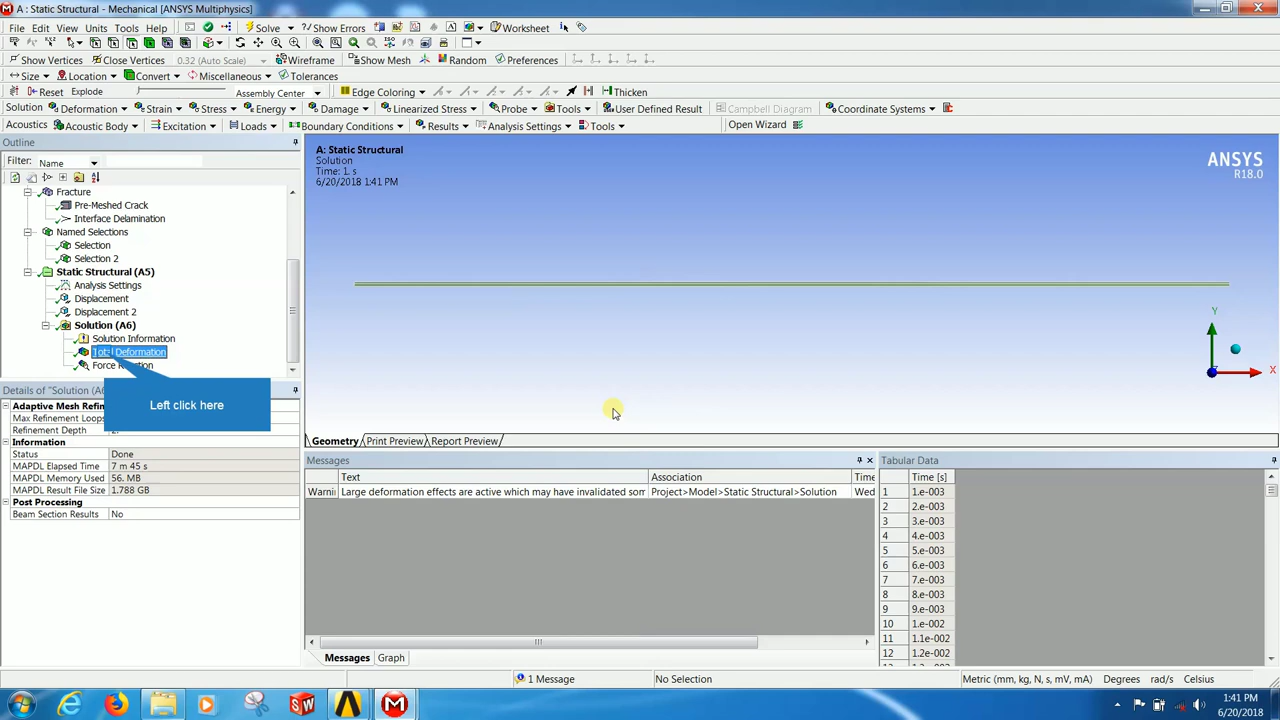 A : Static Structural - Mechanical [ANSYS Multiphysics]
File Edit View Units Tools Help Solve Show Errors Worksheet
Show Vertices Close Vertices 0.32 (Auto Scale) Wireframe Show Mesh Random Preferences
Size Location Convert Miscellaneous Tolerances
Reset Explode Assembly Center Edge Coloring Thicken
Solution Deformation Strain Stress Energy Damage Linearized Stress Probe Tools User Defined Result Campbell Diagram Coordinate Systems
Acoustics Acoustic Body Excitation Loads Boundary Conditions Results Analysis Settings Tools Open Wizard
Outline
Filter: Name
Fracture
Pre-Meshed Crack
Interface Delamination
Named Selections
Selection
Selection 2
Static Structural (A5)
Analysis Settings
Displacement
Displacement 2
Solution (A6)
Solution Information
Total Deformation
Force Reaction
Left click here
Details of "Solution (A6
Adaptive Mesh Refin
Max Refinement Loops
Refinement Depth 2.
Information
Status Done
MAPDL Elapsed Time 7 m 45 s
MAPDL Memory Used 56. MB
MAPDL Result File Size 1.788 GB
Post Processing
Beam Section Results No
A: Static Structural
Solution
Time: 1. s
6/20/2018 1:41 PM
ANSYS
R18.0
Y
X
Geometry Print Preview Report Preview
Messages
Text Association Time
Warni Large deformation effects are active which may have invalidated som Project>Model>Static Structural>Solution Wed
Messages Graph
Tabular Data
Time [s]
1 1.e-003
2 2.e-003
3 3.e-003
4 4.e-003
5 5.e-003
6 6.e-003
7 7.e-003
8 8.e-003
9 9.e-003
10 1.e-002
11 1.1e-002
12 1.2e-002
1 Message No Selection Metric (mm, kg, N, s, mV, mA) Degrees rad/s Celsius
1:41 PM
6/20/2018